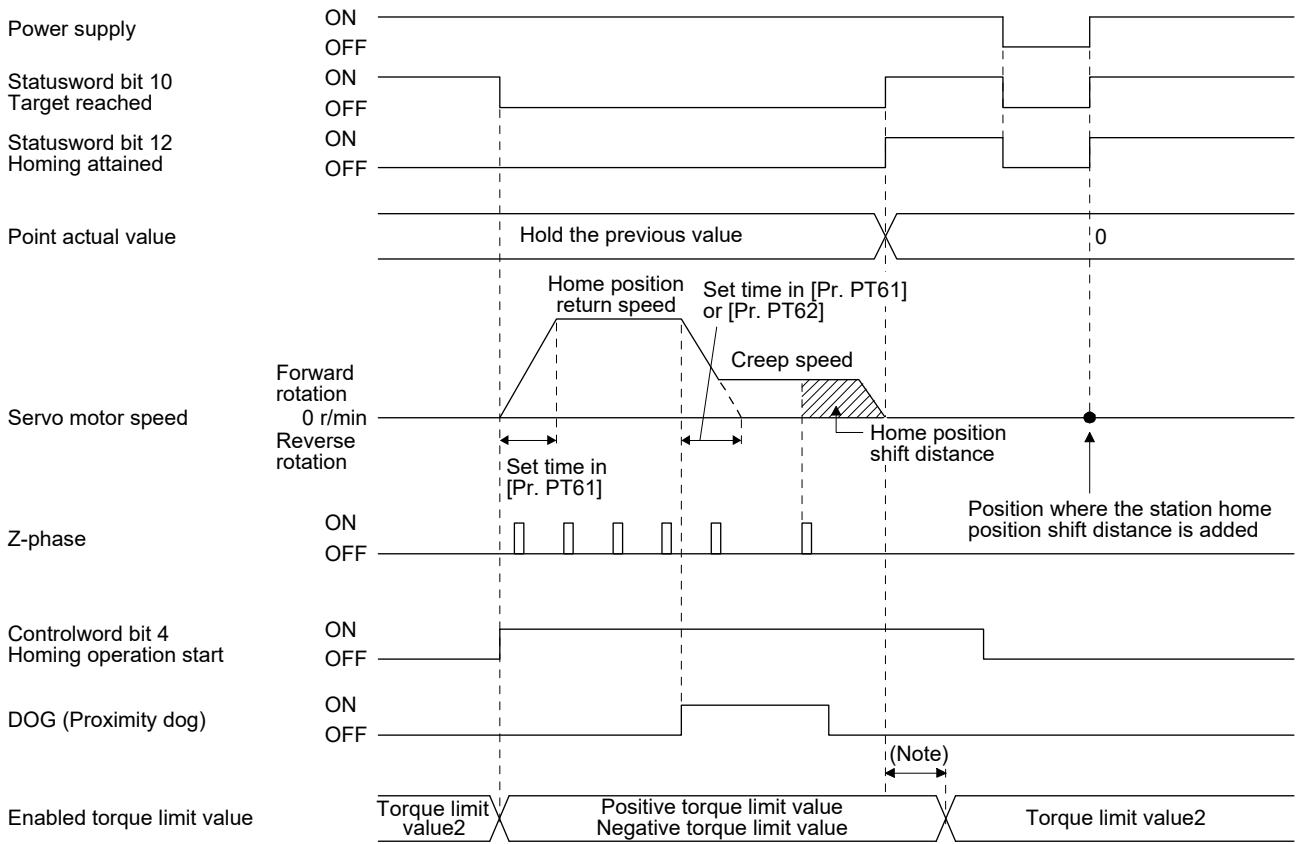 Power supply
ON
OFF
Statusword bit 10
Target reached
ON
OFF
Statusword bit 12
Homing attained
ON
OFF
Point actual value
Hold the previous value
0
Home position
return speed
Set time in [Pr. PT61]
or [Pr. PT62]
Creep speed
Servo motor speed
Forward
rotation
0 r/min
Reverse
rotation
Set time in
[Pr. PT61]
Home position
shift distance
Position where the station home
position shift distance is added
Z-phase
ON
OFF
Controlword bit 4
Homing operation start
ON
OFF
DOG (Proximity dog)
ON
OFF
(Note)
Enabled torque limit value
Torque limit
value2
Positive torque limit value
Negative torque limit value
Torque limit value2